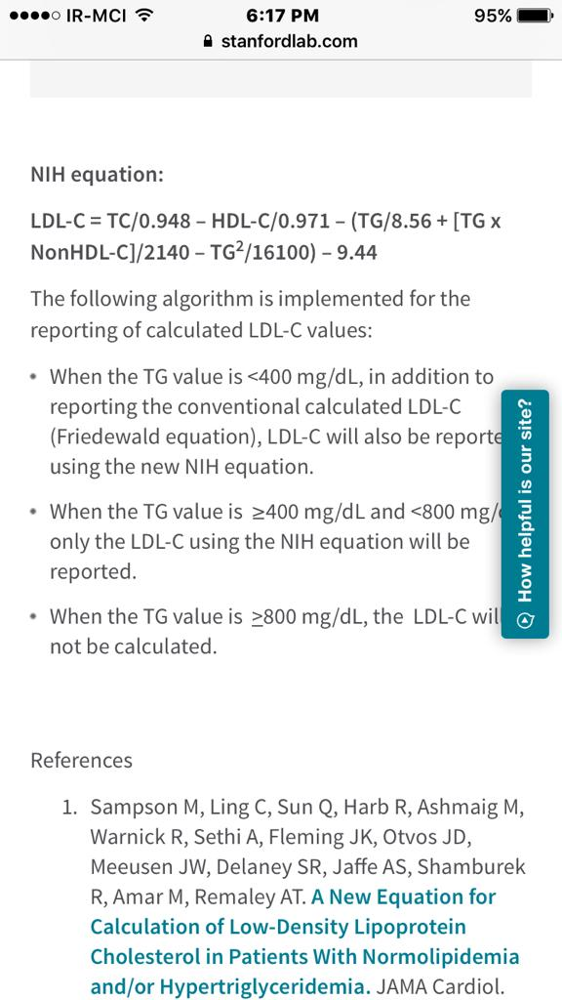 IR-MCI 6:17 PM 95%
stanfordlab.com
NIH equation:
LDL-C = TC/0.948 – HDL-C/0.971 – (TG/8.56 + [TG x
NonHDL-C]/2140 – TG²/16100) – 9.44
The following algorithm is implemented for the
reporting of calculated LDL-C values:
• When the TG value is <400 mg/dL, in addition to
reporting the conventional calculated LDL-C
(Friedewald equation), LDL-C will also be reporte
using the new NIH equation.
• When the TG value is ≥400 mg/dL and <800 mg/
only the LDL-C using the NIH equation will be
reported.
• When the TG value is ≥800 mg/dL, the LDL-C wil
not be calculated.
How helpful is our site?
References
1. Sampson M, Ling C, Sun Q, Harb R, Ashmaig M,
Warnick R, Sethi A, Fleming JK, Otvos JD,
Meeusen JW, Delaney SR, Jaffe AS, Shamburek
R, Amar M, Remaley AT. A New Equation for
Calculation of Low-Density Lipoprotein
Cholesterol in Patients With Normolipidemia
and/or Hypertriglyceridemia. JAMA Cardiol.